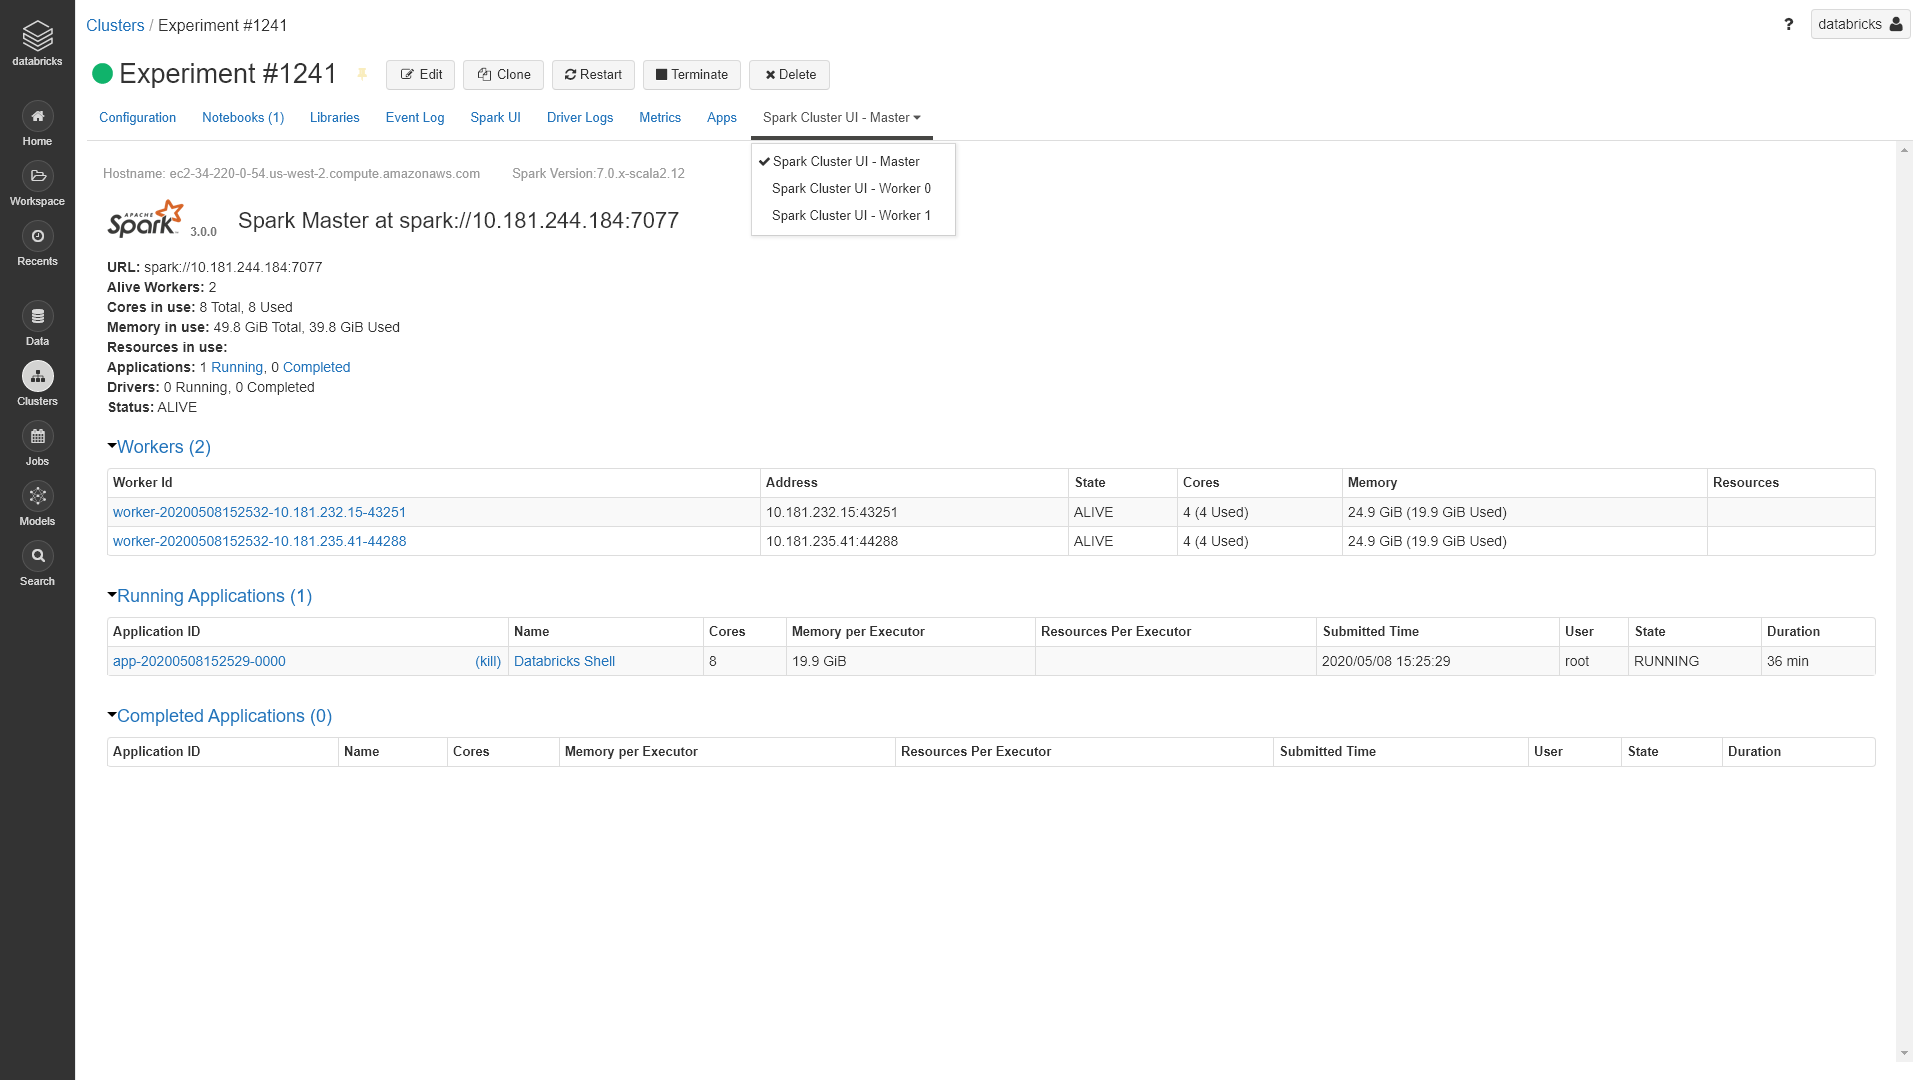 databricks
Home
Workspace
Recents
Data
Clusters
Jobs
Models
Search
Clusters / Experiment #1241
? databricks
Experiment #1241 Edit Clone Restart Terminate Delete
Configuration Notebooks (1) Libraries Event Log Spark UI Driver Logs Metrics Apps Spark Cluster UI - Master
Spark Cluster UI - Master
Spark Cluster UI - Worker 0
Spark Cluster UI - Worker 1
Hostname: ec2-34-220-0-54.us-west-2.compute.amazonaws.com Spark Version:7.0.x-scala2.12
APACHE Spark 3.0.0 Spark Master at spark://10.181.244.184:7077
URL: spark://10.181.244.184:7077
Alive Workers: 2
Cores in use: 8 Total, 8 Used
Memory in use: 49.8 GiB Total, 39.8 GiB Used
Resources in use:
Applications: 1 Running, 0 Completed
Drivers: 0 Running, 0 Completed
Status: ALIVE
Workers (2)
Worker Id Address State Cores Memory Resources
worker-20200508152532-10.181.232.15-43251 10.181.232.15:43251 ALIVE 4 (4 Used) 24.9 GiB (19.9 GiB Used)
worker-20200508152532-10.181.235.41-44288 10.181.235.41:44288 ALIVE 4 (4 Used) 24.9 GiB (19.9 GiB Used)
Running Applications (1)
Application ID Name Cores Memory per Executor Resources Per Executor Submitted Time User State Duration
app-20200508152529-0000 (kill) Databricks Shell 8 19.9 GiB 2020/05/08 15:25:29 root RUNNING 36 min
Completed Applications (0)
Application ID Name Cores Memory per Executor Resources Per Executor Submitted Time User State Duration